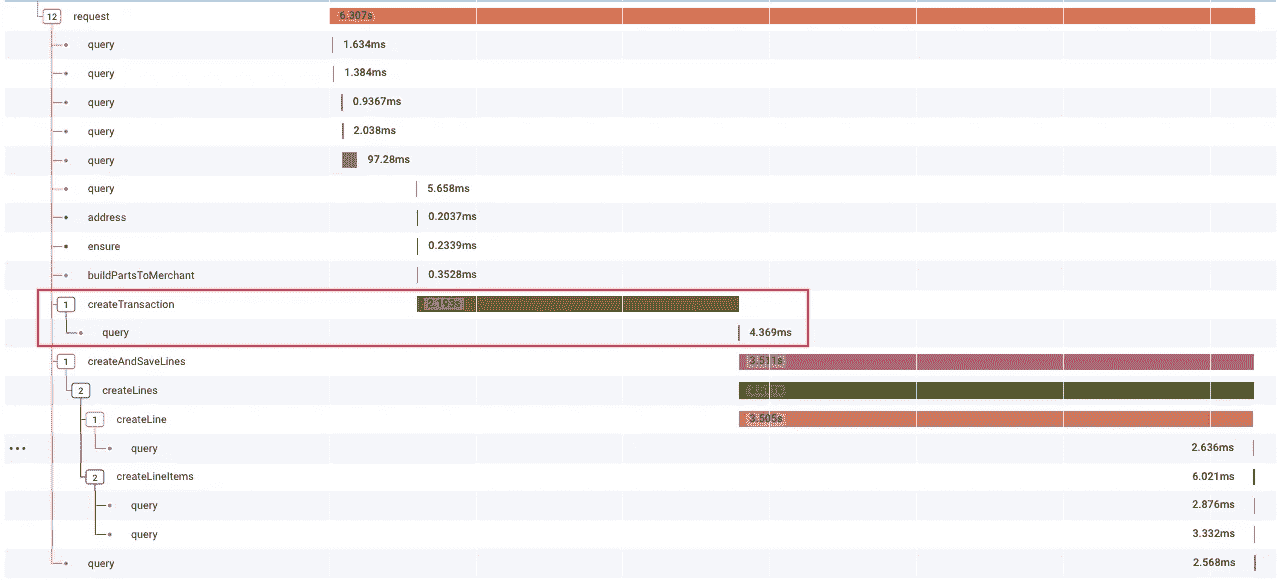 12 request 6.307s
query 1.634ms
query 1.384ms
query 0.9367ms
query 2.038ms
query 97.28ms
query 5.658ms
address 0.2037ms
ensure 0.2339ms
buildPartsToMerchant 0.3528ms
1 createTransaction 2.193s
query 4.369ms
1 createAndSaveLines 3.511s
2 createLines
1 createLine 3.505s
••• query 2.636ms
2 createLineItems 6.021ms
query 2.876ms
query 3.332ms
query 2.568ms